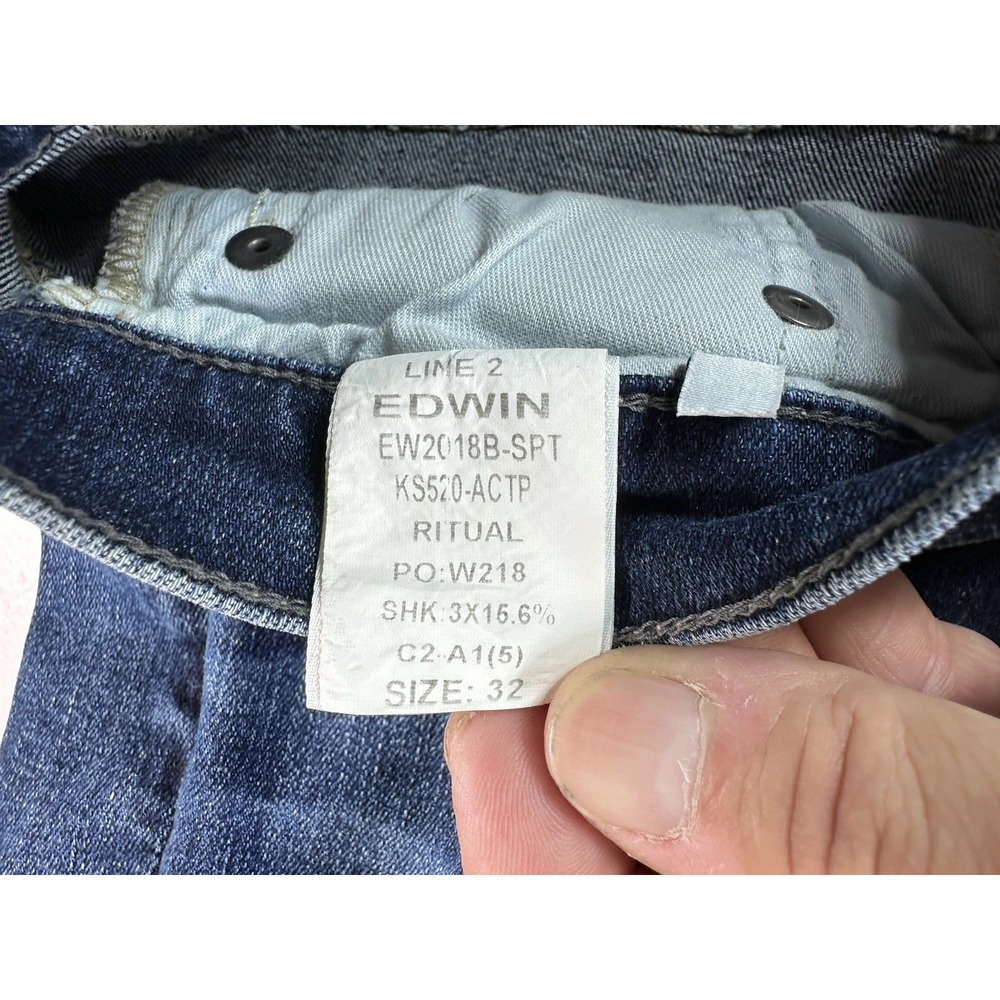 LINE 2
EDWIN
EW2018B-SPT
KS520-ACTP
RITUAL
PO:W218
SHK:3X15.6%
C2-A1(5)
SIZE: 32